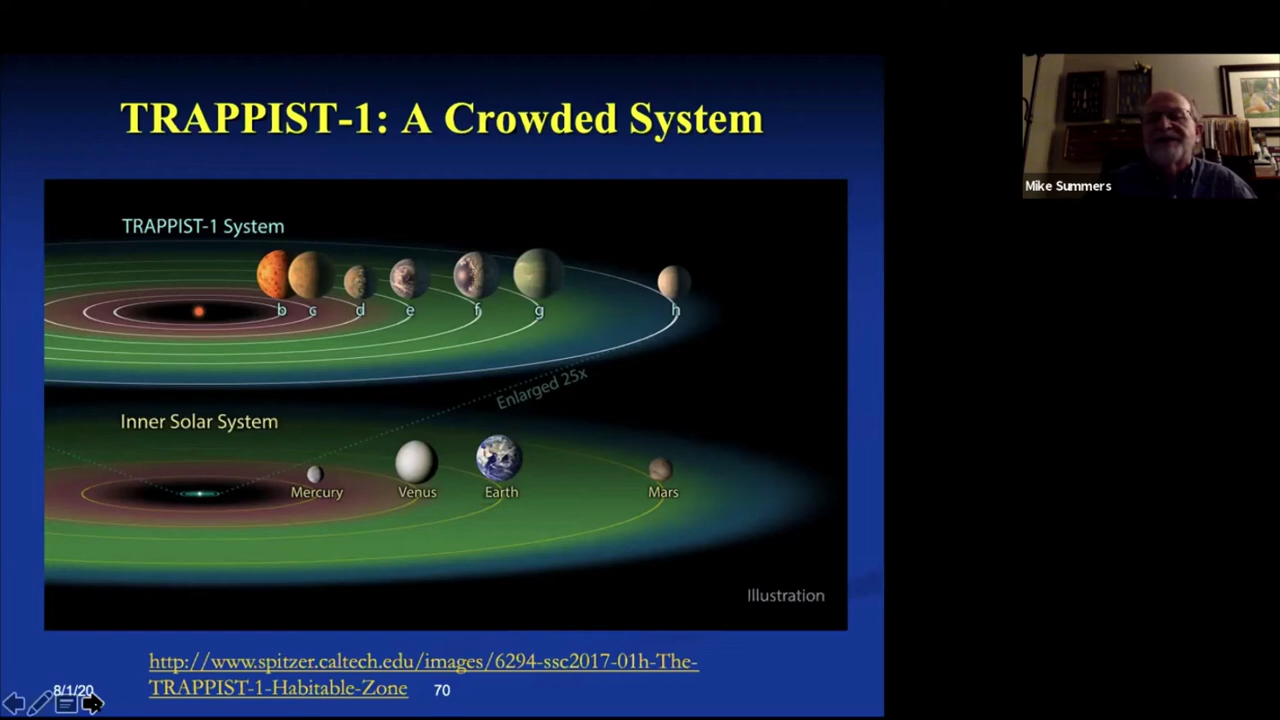 TRAPPIST-1: A Crowded System
Mike Summers
TRAPPIST-1 System
b c d e f g h
Enlarged 25x
Inner Solar System
Mercury Venus Earth Mars
Illustration
http://www.spitzer.caltech.edu/images/6294-ssc2017-01h-The-
TRAPPIST-1-Habitable-Zone
8/1/20 70